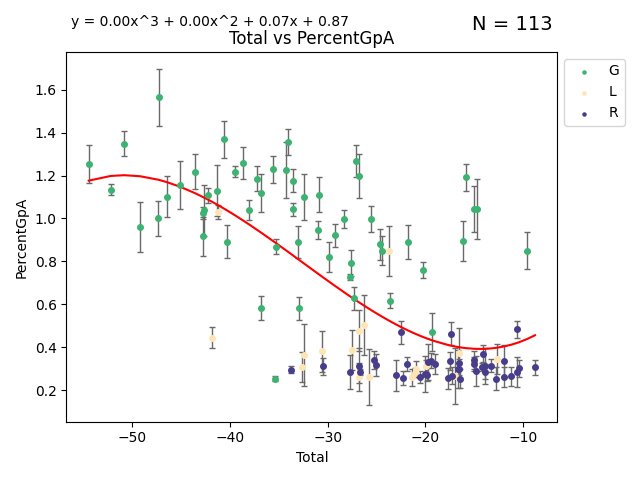 y = 0.00x^3 + 0.00x^2 + 0.07x + 0.87
N = 113
Total vs PercentGpA
G
L
R
PercentGpA
1.6
1.4
1.2
1.0
0.8
0.6
0.4
0.2
−50
−40
−30
−20
−10
Total